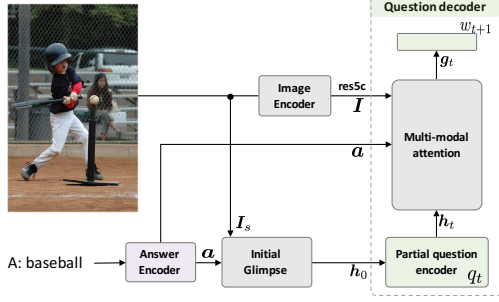 Question decoder
w_{t+1}
g_t
Image
Encoder
res5c
I
Multi-modal
attention
a
I_s
h_t
A: baseball
Answer
Encoder
a
Initial
Glimpse
h_0
Partial question
encoder
q_t